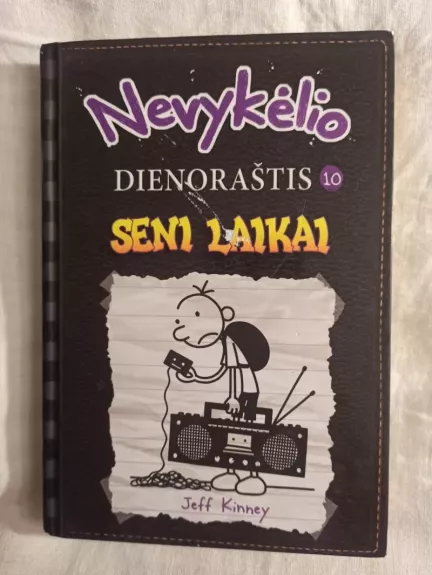 Nevykėlio
DIENORAŠTIS 10
SENI LAIKAI
Jeff Kinney